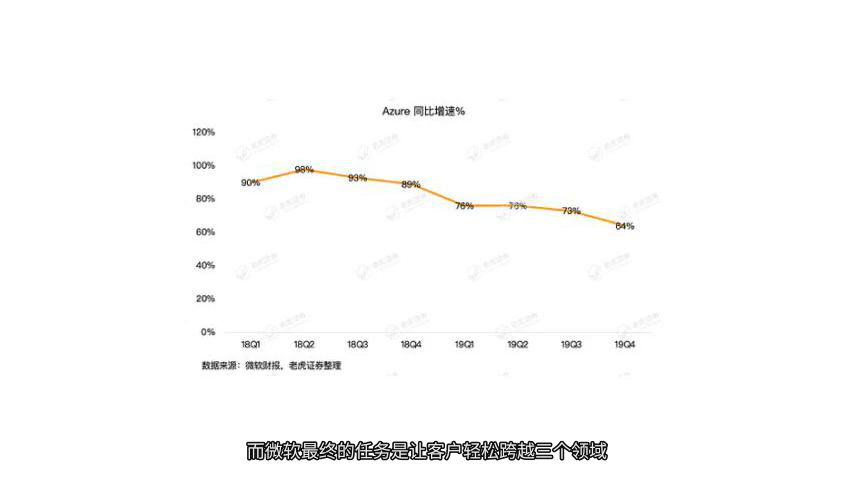 Azure 同比增速%
120%
100%
80%
60%
40%
20%
0%
90%
98%
93%
89%
76%
76%
73%
64%
18Q1
18Q2
18Q3
18Q4
19Q1
19Q2
19Q3
19Q4
数据来源：微软财报，老虎证券整理
而微软最终的任务是让客户轻松跨越三个领域